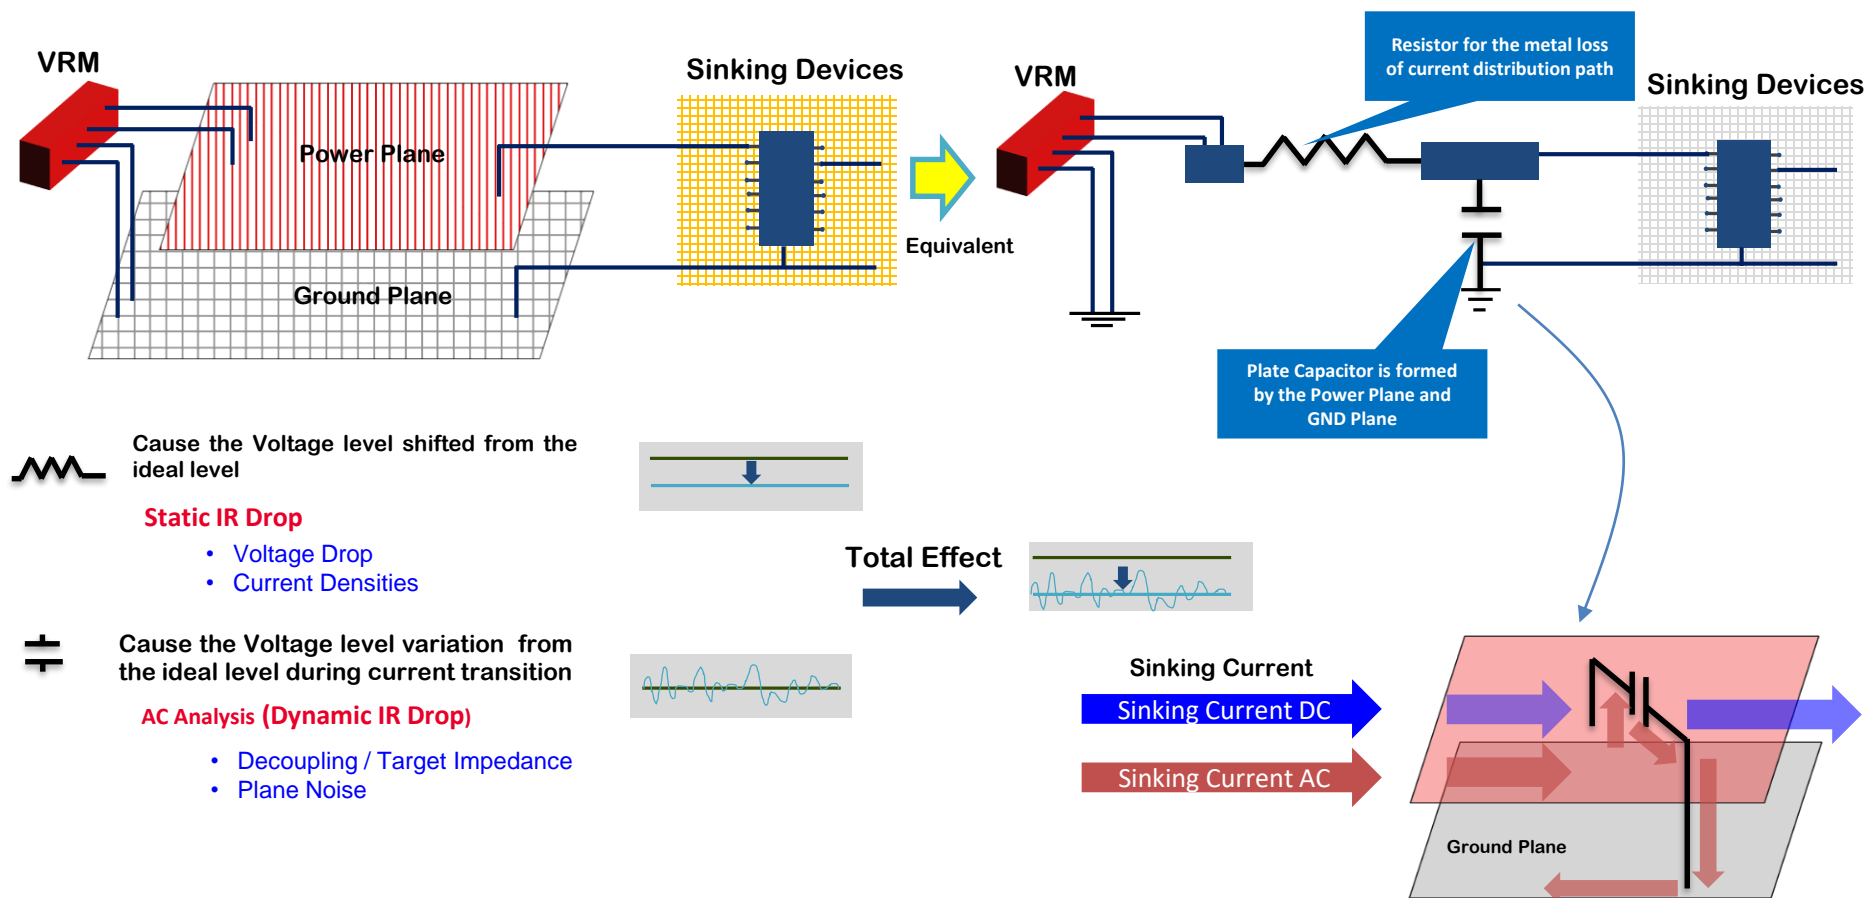 VRM
Power Plane
Ground Plane
Sinking Devices
Equivalent
VRM
Resistor for the metal loss
of current distribution path
Sinking Devices
Plate Capacitor is formed
by the Power Plane and
GND Plane
Cause the Voltage level shifted from the
ideal level
Static IR Drop
• Voltage Drop
• Current Densities
Total Effect
Cause the Voltage level variation from
the ideal level during current transition
AC Analysis (Dynamic IR Drop)
• Decoupling / Target Impedance
• Plane Noise
Sinking Current
Sinking Current DC
Sinking Current AC
Ground Plane